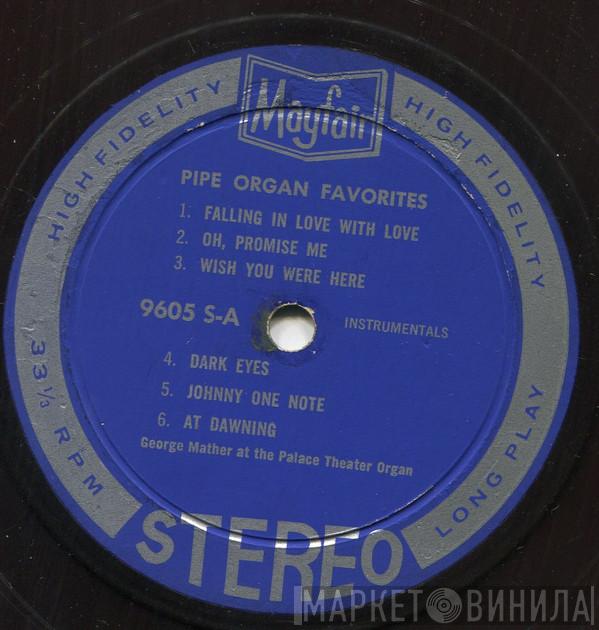 Mayfair
HIGH FIDELITY
HIGH FIDELITY
PIPE ORGAN FAVORITES
1. FALLING IN LOVE WITH LOVE
2. OH, PROMISE ME
3. WISH YOU WERE HERE
9605 S-A
INSTRUMENTALS
4. DARK EYES
5. JOHNNY ONE NOTE
6. AT DAWNING
George Mather at the Palace Theater Organ
33 1/3 RPM
LONG PLAY
STEREO
МАРКЕТ ВИНИЛА